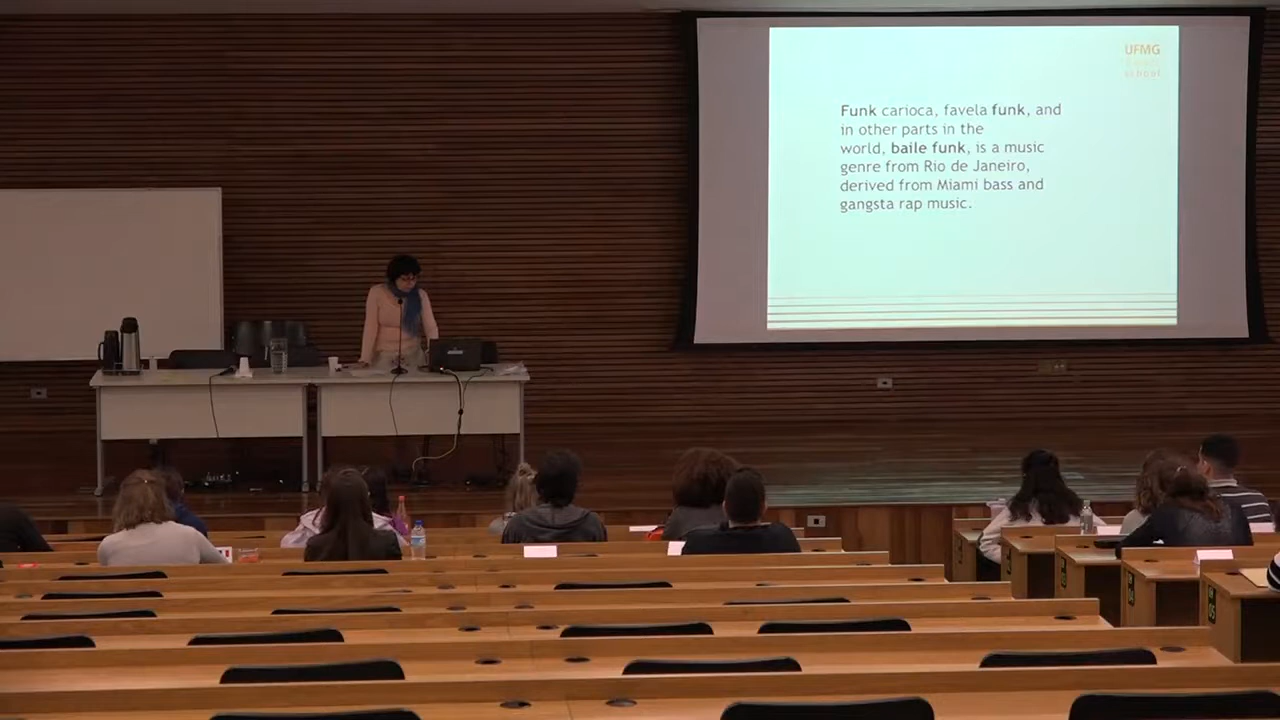 UFMG
school
Funk carioca, favela funk, and
in other parts in the
world, baile funk, is a music
genre from Rio de Janeiro,
derived from Miami bass and
gangsta rap music.